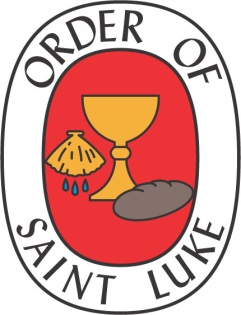 ORDER OF
SAINT LUKE